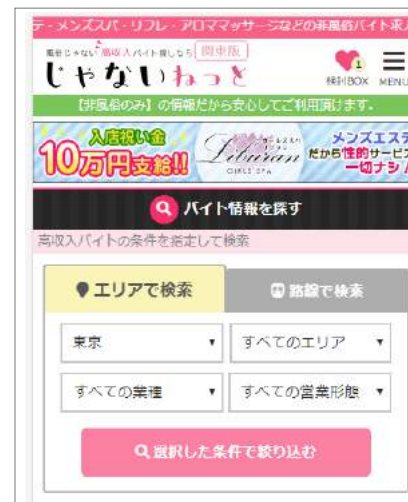 テ・メンズスパ・リフレ・アロママッサージなどの非風俗バイト求人
風俗じゃない高収入バイト探しなら 関東版
じゃないねっと
1
検討BOX MENU
【非風俗のみ】の情報だから安心してご利用頂けます。
入店祝い金
10万円支給!!
Liburan
GIRLS SPA
メンズエステ
だから性的サービス
一切ナシ!
バイト情報を探す
高収入バイトの条件を指定して検索
エリアで検索
路線で検索
東京
すべてのエリア
すべての業種
すべての営業形態
選択した条件で絞り込む